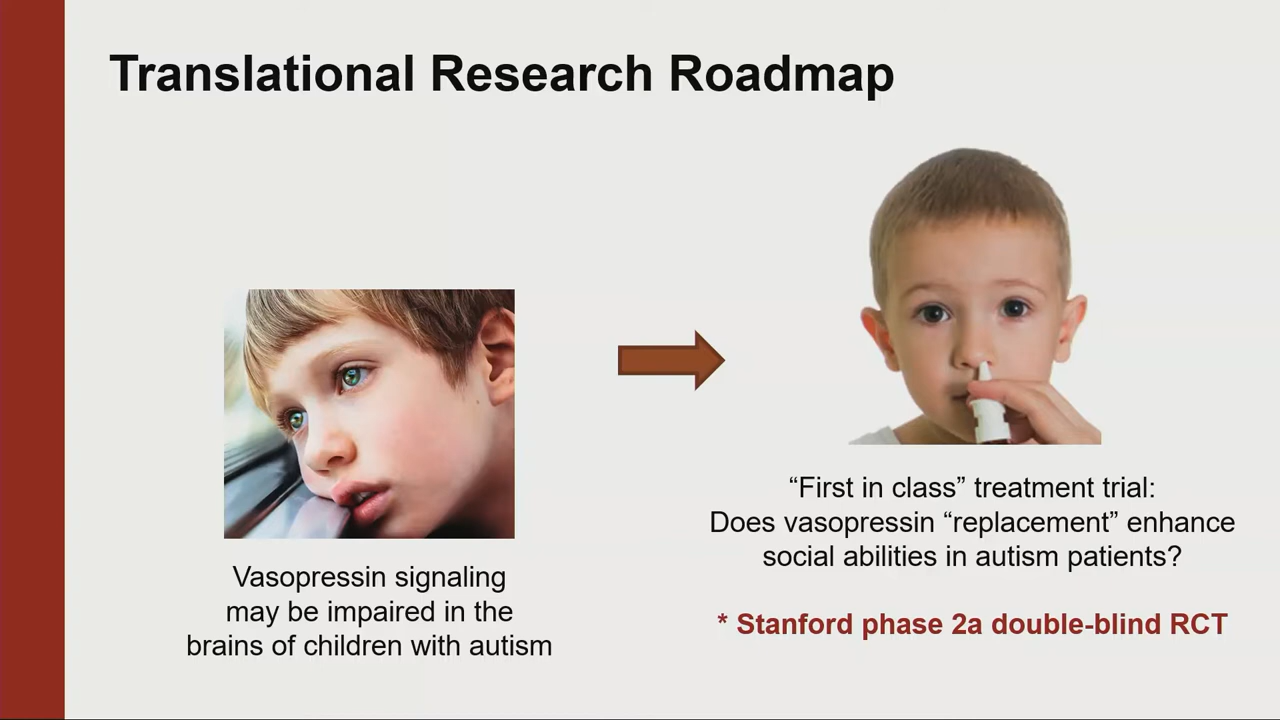 Translational Research Roadmap
Vasopressin signaling
may be impaired in the
brains of children with autism
“First in class” treatment trial:
Does vasopressin “replacement” enhance
social abilities in autism patients?
* Stanford phase 2a double-blind RCT